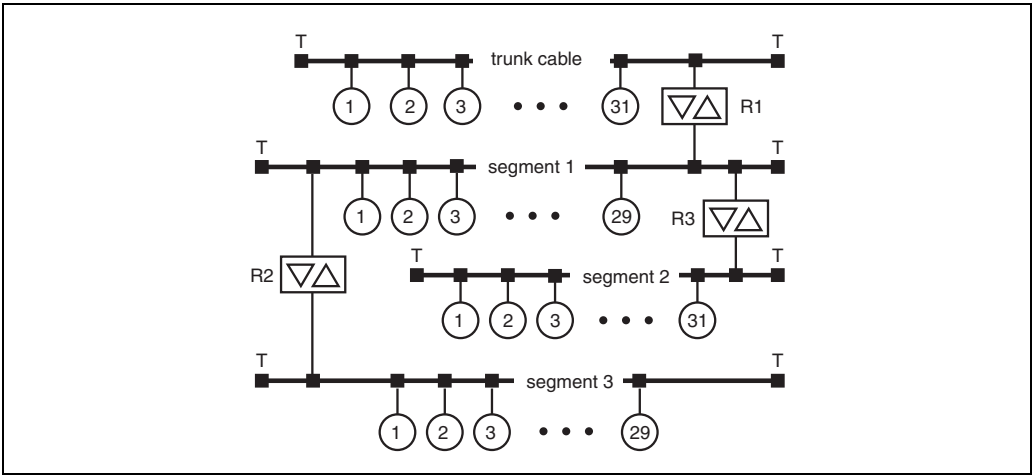 T T
trunk cable
1 2 3 • • • 31 R1
T T
segment 1
1 2 3 • • • 29 R3
T T
R2 segment 2
1 2 3 • • • 31
T T
segment 3
1 2 3 • • • 29